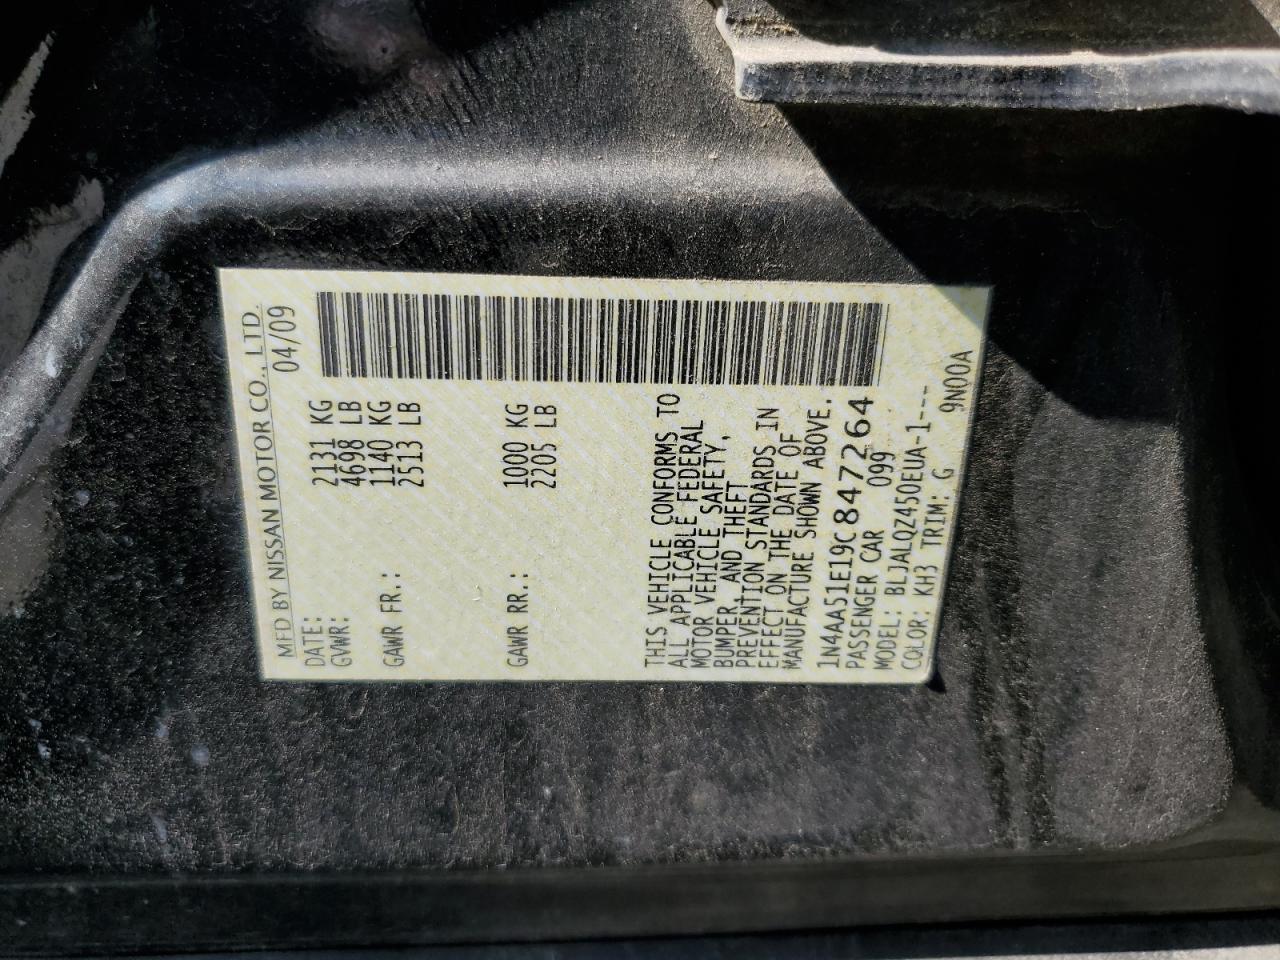 MFD BY NISSAN MOTOR CO., LTD.
DATE: 04/09
GVWR: 2131 KG
4698 LB
GAWR FR.: 1140 KG
2513 LB
GAWR RR.: 1000 KG
2205 LB
THIS VEHICLE CONFORMS TO
ALL APPLICABLE FEDERAL
MOTOR VEHICLE SAFETY,
BUMPER, AND THEFT
PREVENTION STANDARDS IN
EFFECT ON THE DATE OF
MANUFACTURE SHOWN ABOVE.
1N4AA51E19C847264
PASSENGER CAR 099
MODEL: BLJALQZ450EUA-1---
COLOR: KH3 TRIM: G 9N00A